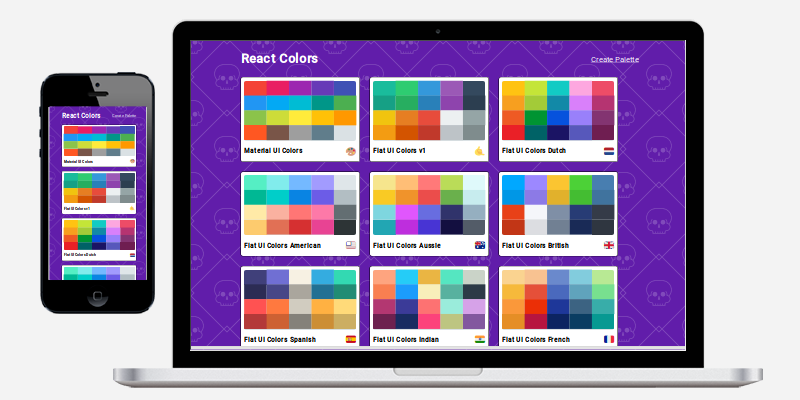 React Colors
Create Palette
Material UI Colors
Flat UI Colors v1
Flat UI Colors Dutch
Flat UI Colors American
Flat UI Colors Aussie
Flat UI Colors British
Flat UI Colors Spanish
Flat UI Colors Indian
Flat UI Colors French
React Colors
Create Palette
Material UI Colors
Flat UI Colors v1
Flat UI Colors Dutch